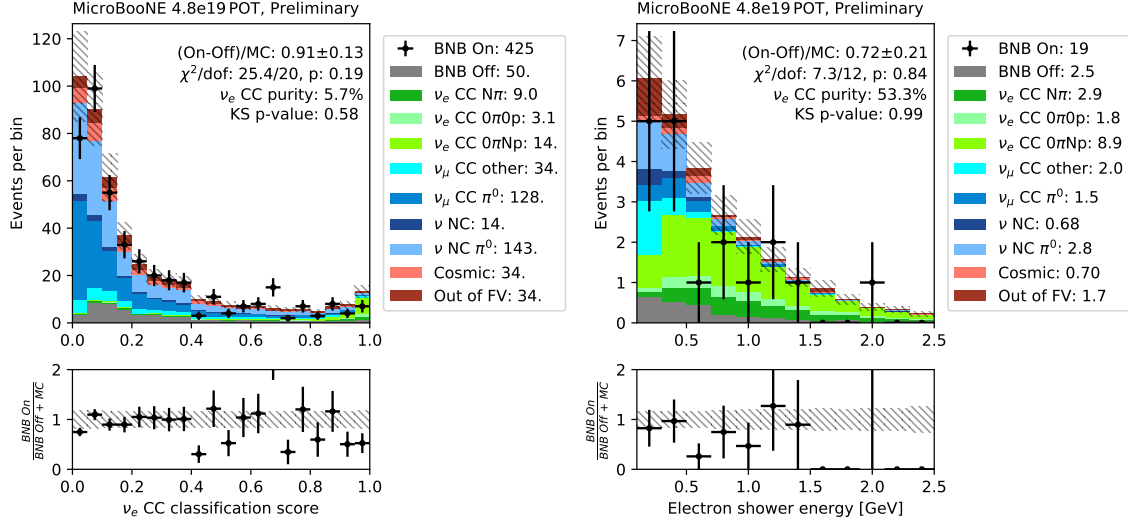 MicroBooNE 4.8e19 POT, Preliminary
(On-Off)/MC: 0.91±0.13
χ²/dof: 25.4/20, p: 0.19
νₑ CC purity: 5.7%
KS p-value: 0.58
Events per bin
120
100
80
60
40
20
0
BNB On: 425
BNB Off: 50.
νₑ CC Nπ: 9.0
νₑ CC 0π0p: 3.1
νₑ CC 0πNp: 14.
ν_μ CC other: 34.
ν_μ CC π⁰: 128.
ν NC: 14.
ν NC π⁰: 143.
Cosmic: 34.
Out of FV: 34.
BNB On
BNB Off + MC
2
1
0
0.0 0.2 0.4 0.6 0.8 1.0
νₑ CC classification score
MicroBooNE 4.8e19 POT, Preliminary
(On-Off)/MC: 0.72±0.21
χ²/dof: 7.3/12, p: 0.84
νₑ CC purity: 53.3%
KS p-value: 0.99
Events per bin
7
6
5
4
3
2
1
0
BNB On: 19
BNB Off: 2.5
νₑ CC Nπ: 2.9
νₑ CC 0π0p: 1.8
νₑ CC 0πNp: 8.9
ν_μ CC other: 2.0
ν_μ CC π⁰: 1.5
ν NC: 0.68
ν NC π⁰: 2.8
Cosmic: 0.70
Out of FV: 1.7
BNB On
BNB Off + MC
2
1
0
0.5 1.0 1.5 2.0 2.5
Electron shower energy [GeV]